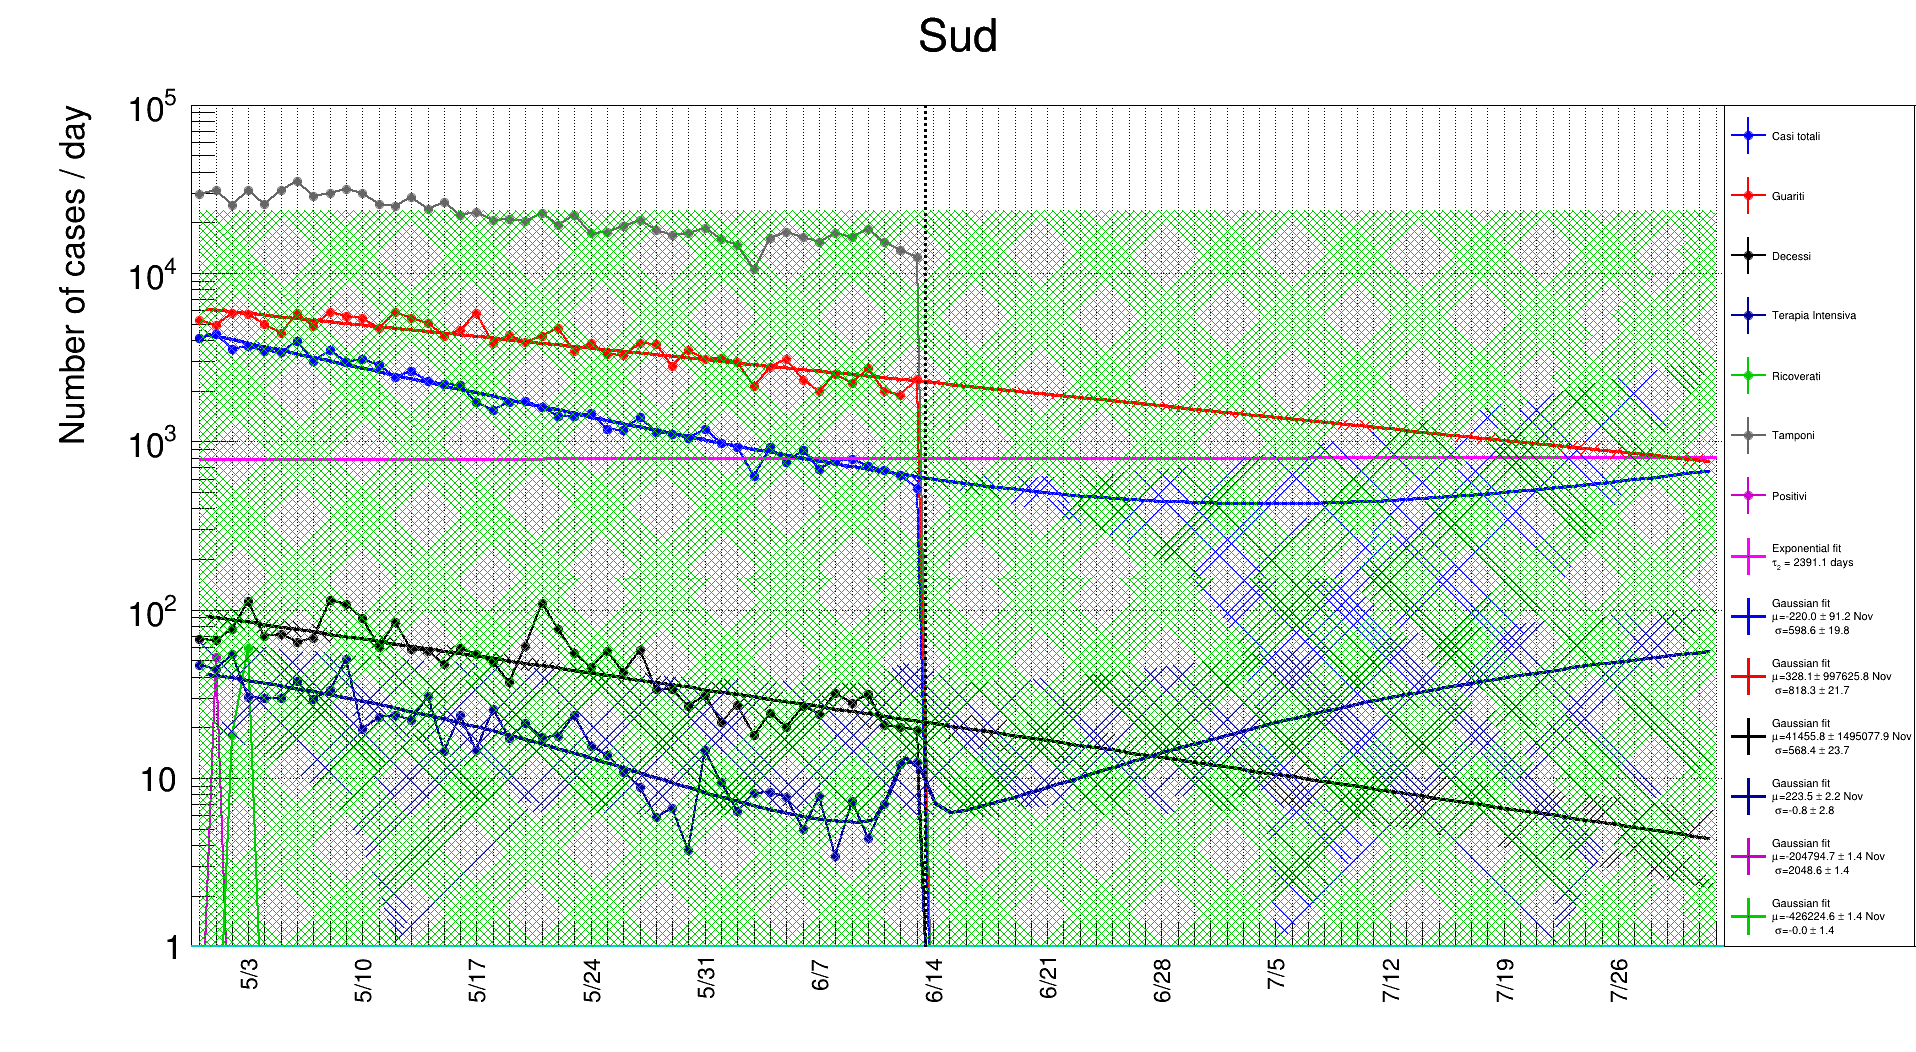 Sud
Number of cases / day
10^5
10^4
10^3
10^2
10
1
5/3
5/10
5/17
5/24
5/31
6/7
6/14
6/21
6/28
7/5
7/12
7/19
7/26
Casi totali
Guariti
Decessi
Terapia Intensiva
Ricoverati
Tamponi
Positivi
Exponential fit
τ₂ = 2391.1 days
Gaussian fit
μ=-220.0 ± 91.2 Nov
σ=598.6 ± 19.8
Gaussian fit
μ=328.1 ± 997625.8 Nov
σ=818.3 ± 21.7
Gaussian fit
μ=41455.8 ± 1495077.9 Nov
σ=568.4 ± 23.7
Gaussian fit
μ=223.5 ± 2.2 Nov
σ=-0.8 ± 2.8
Gaussian fit
μ=-204794.7 ± 1.4 Nov
σ=2048.6 ± 1.4
Gaussian fit
μ=-426224.6 ± 1.4 Nov
σ=-0.0 ± 1.4